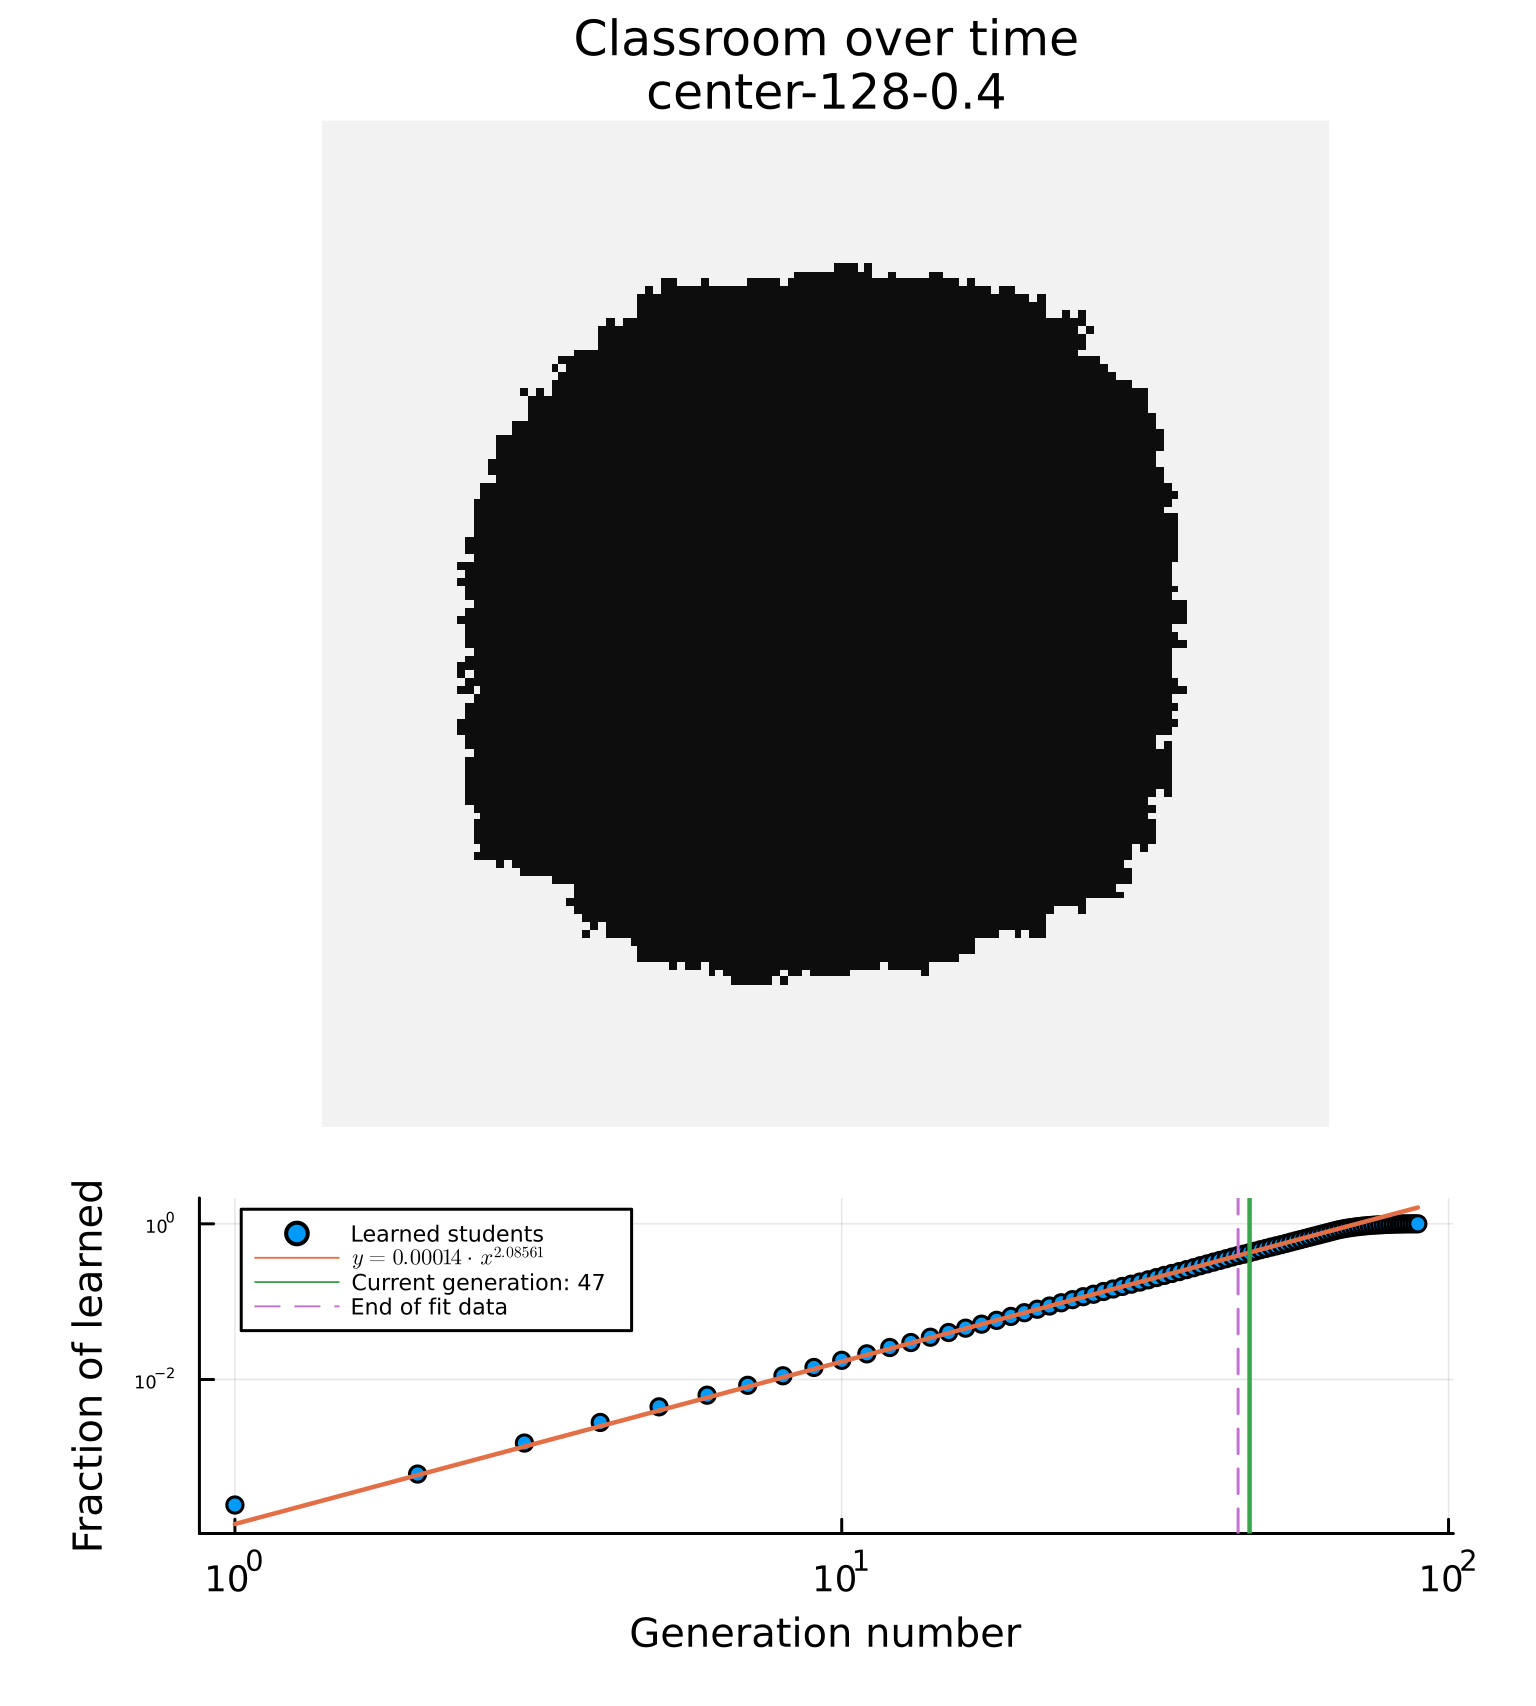 Classroom over time
center-128-0.4
Fraction of learned
10⁰
10⁻²
Learned students
y = 0.00014 · x^2.08561
Current generation: 47
End of fit data
10⁰ 10¹ 10²
Generation number